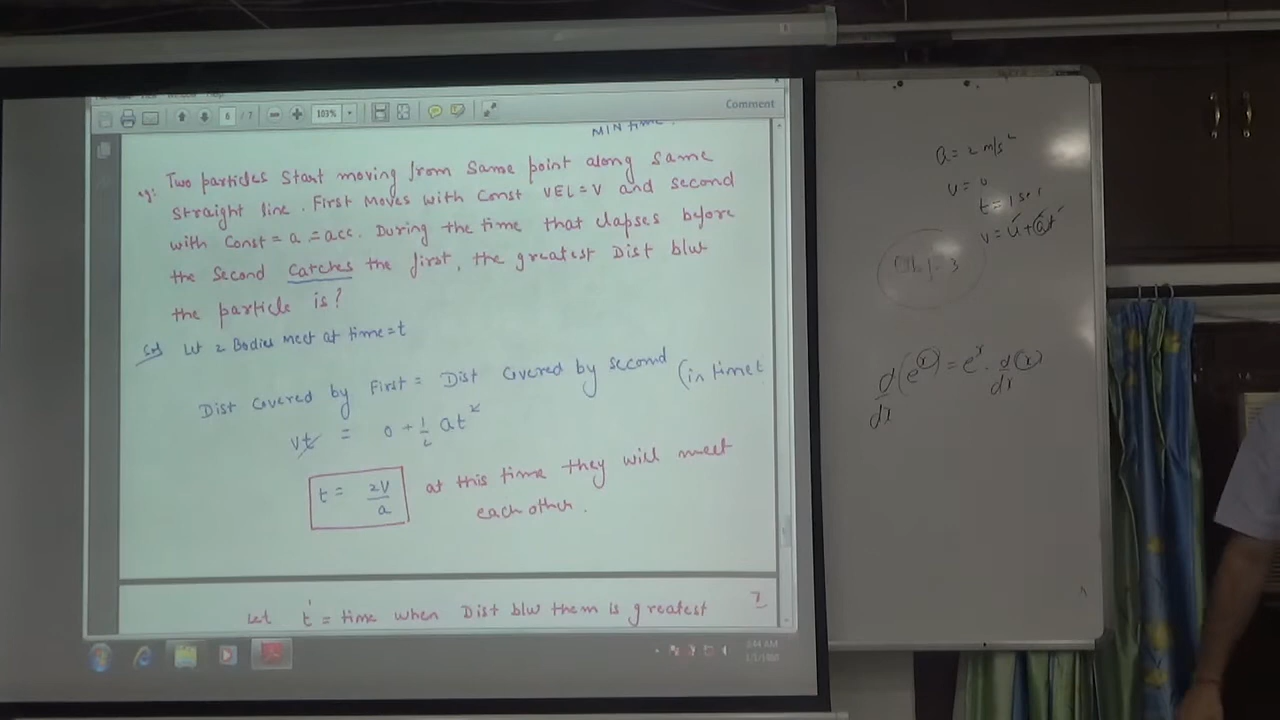 6 / 7
103%
Comment
MIN time.
eg: Two particles Start moving from Same point along same
straight line. First Moves with Const VEL = V and second
with Const = a = acc. During the time that elapses before
the Second Catches the first, the greatest Dist b/w
the particle is?
Sol Let 2 Bodies meet at time = t
Dist Covered by First = Dist Covered by second (in time t
Vt = 0 + 1/2 at²
t = 2V/a at this time they will meet
each other.
Let t' = time when Dist b/w them is greatest
a = 2 m/s²
u = 0
t = 1 sec
v = u + at
d/dx (e^x) = e^x . d/dx (x)